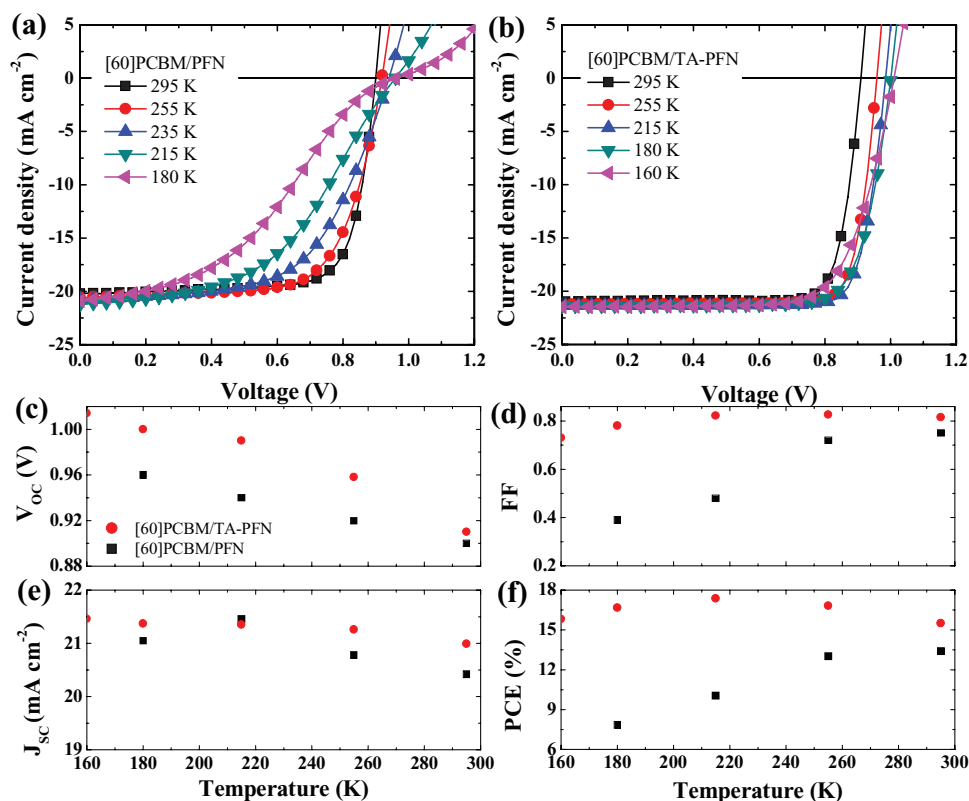 (a)
5
0
-5
-10
-15
-20
-25
Current density (mA cm⁻²)
[60]PCBM/PFN
295 K
255 K
235 K
215 K
180 K
0.0 0.2 0.4 0.6 0.8 1.0 1.2
Voltage (V)
(b)
5
0
-5
-10
-15
-20
-25
Current density (mA cm⁻²)
[60]PCBM/TA-PFN
295 K
255 K
215 K
180 K
160 K
0.0 0.2 0.4 0.6 0.8 1.0 1.2
Voltage (V)
(c)
1.00
0.96
0.92
0.88
V_OC (V)
[60]PCBM/TA-PFN
[60]PCBM/PFN
(d)
0.8
0.6
0.4
0.2
FF
(e)
22
21
20
19
J_SC (mA cm⁻²)
160 180 200 220 240 260 280 300
Temperature (K)
(f)
18
15
12
9
6
PCE (%)
160 180 200 220 240 260 280 300
Temperature (K)